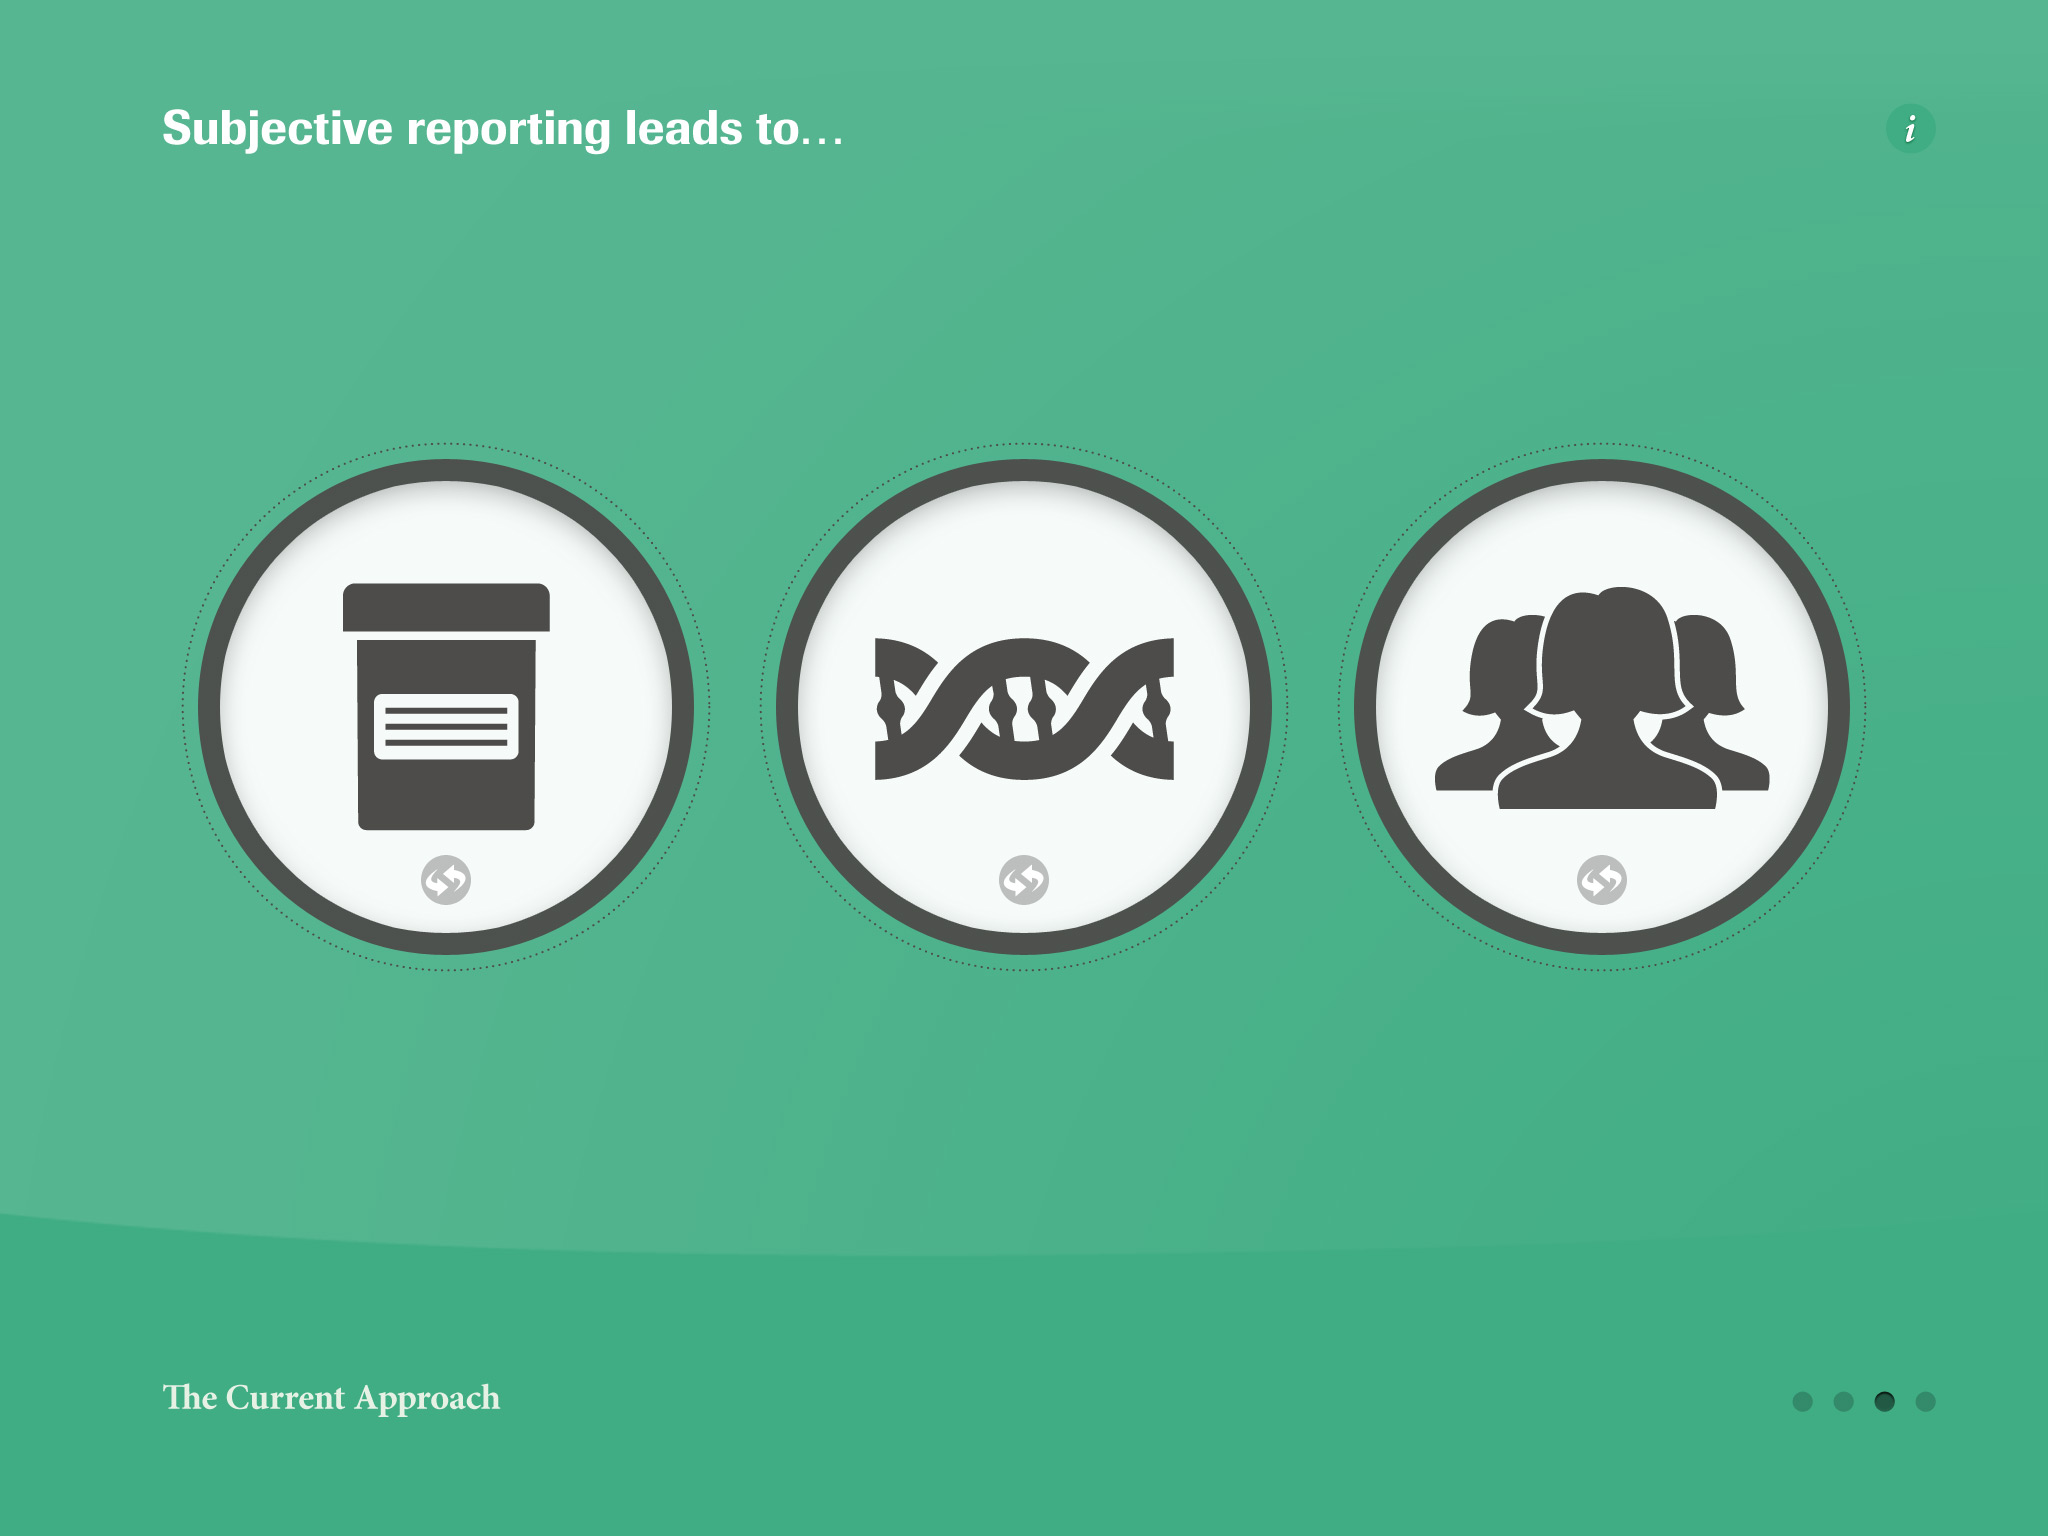 Subjective reporting leads to…
i
The Current Approach